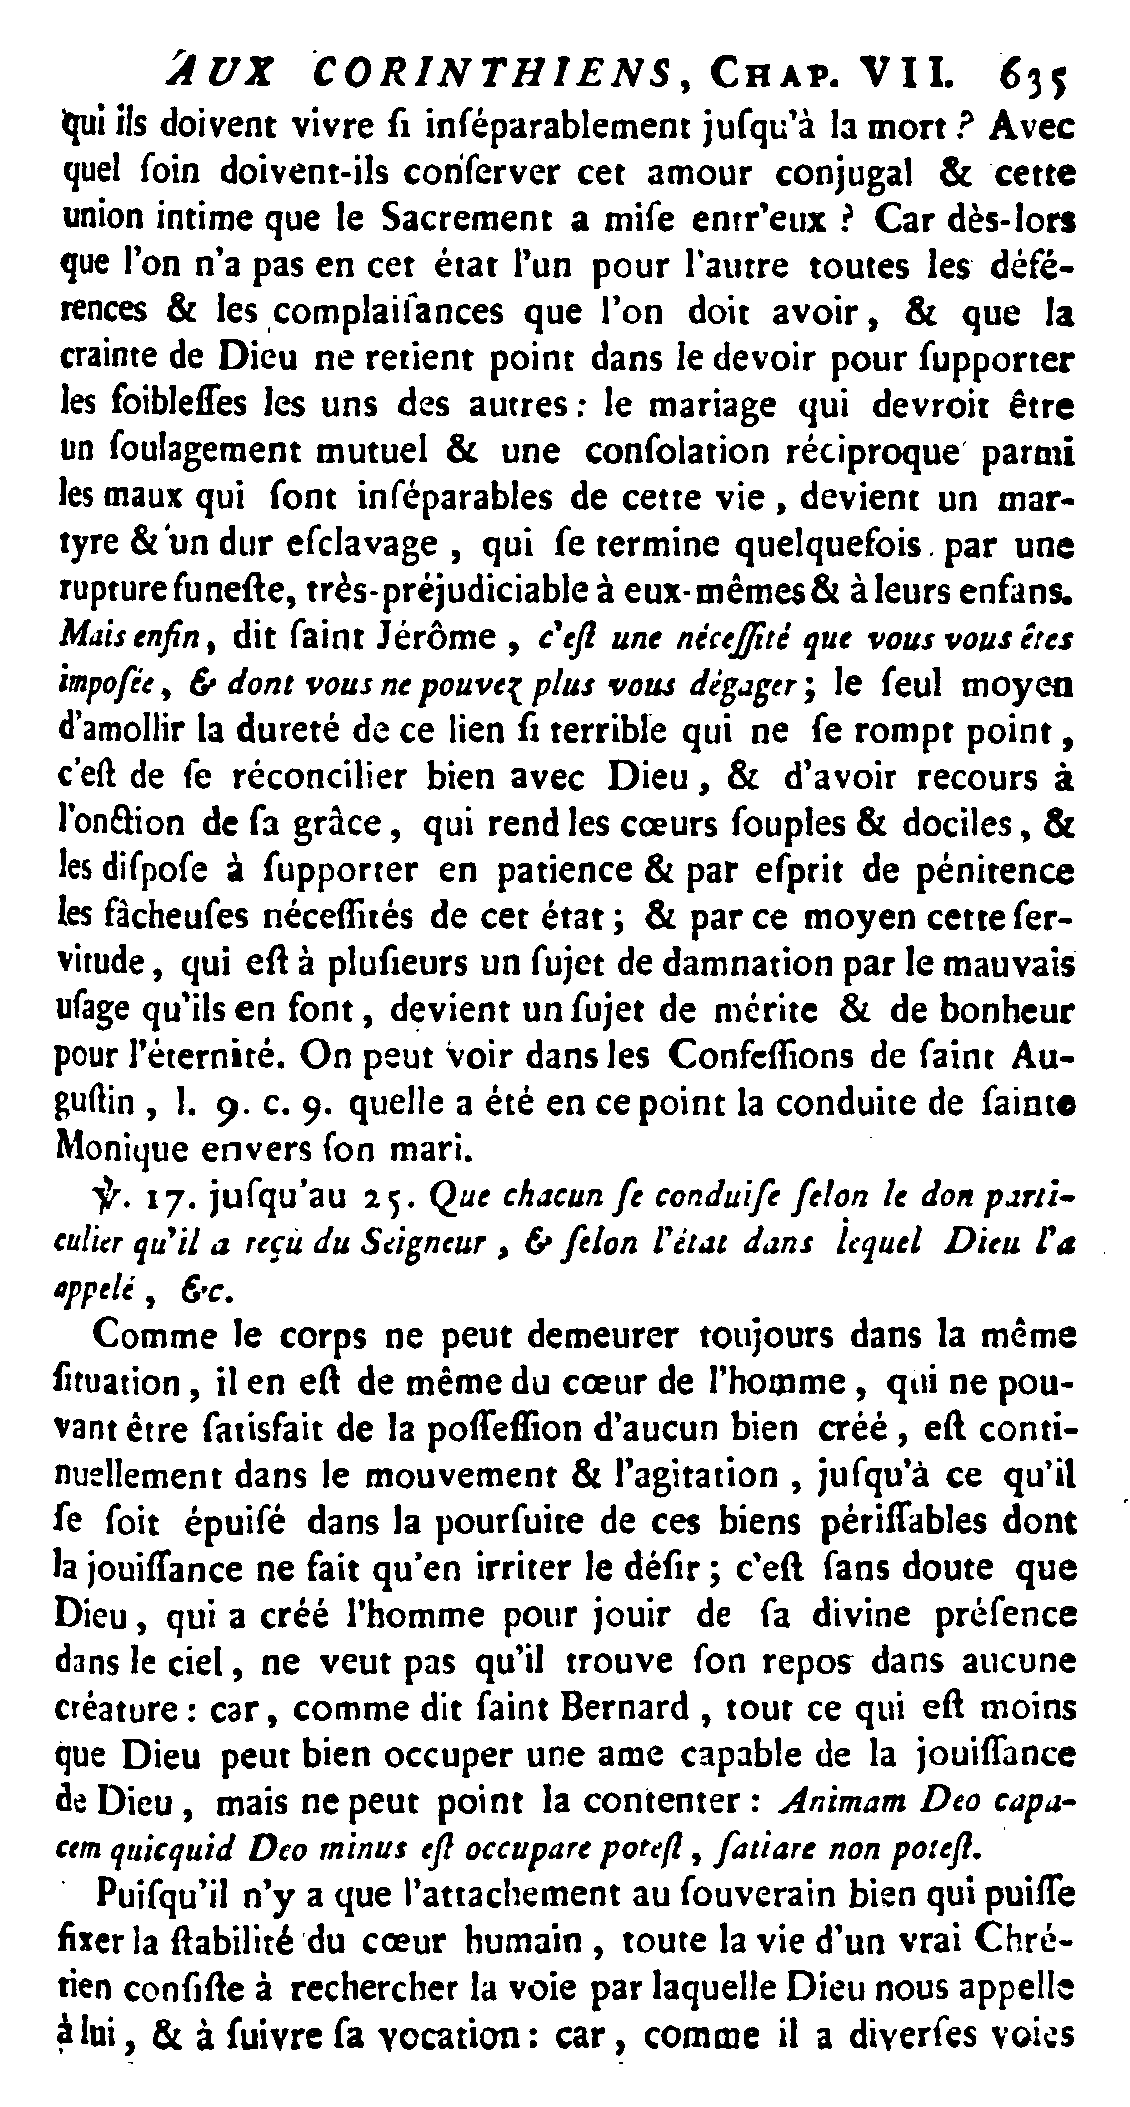 AUX CORINTHIENS, CHAP. VII. 635
qui ils doivent vivre ſi inſéparablement juſqu'à la mort ? Avec
quel ſoin doivent-ils conſerver cet amour conjugal & cette
union intime que le Sacrement a miſe entr'eux ? Car dès-lors
que l'on n'a pas en cet état l'un pour l'autre toutes les défé-
rences & les complaiſances que l'on doit avoir, & que la
crainte de Dieu ne retient point dans le devoir pour ſupporter
les foibleſſes les uns des autres : le mariage qui devroit être
un ſoulagement mutuel & une conſolation réciproque parmi
les maux qui ſont inſéparables de cette vie, devient un mar-
tyre & un dur eſclavage, qui ſe termine quelquefois par une
rupture funeſte, très-préjudiciable à eux-mêmes & à leurs enfans.
Mais enfin, dit ſaint Jérôme, c'eſt une néceſſité que vous vous êtes
impoſée, & dont vous ne pouvez plus vous dégager; le ſeul moyen
d'amollir la dureté de ce lien ſi terrible qui ne ſe rompt point,
c'eſt de ſe réconcilier bien avec Dieu, & d'avoir recours à
l'onction de ſa grâce, qui rend les cœurs ſouples & dociles, &
les diſpoſe à ſupporter en patience & par eſprit de pénitence
les fâcheuſes néceſſités de cet état ; & par ce moyen cette ſer-
vitude, qui eſt à pluſieurs un ſujet de damnation par le mauvais
uſage qu'ils en font, devient un ſujet de mérite & de bonheur
pour l'éternité. On peut voir dans les Confeſſions de ſaint Au-
guſtin, l. 9. c. 9. quelle a été en ce point la conduite de ſainte
Monique envers ſon mari.
℣. 17. juſqu'au 25. Que chacun ſe conduiſe ſelon le don parti-
culier qu'il a reçu du Seigneur, & ſelon l'état dans lequel Dieu l'a
appelé, &c.
Comme le corps ne peut demeurer toujours dans la même
ſituation, il en eſt de même du cœur de l'homme, qui ne pou-
vant être ſatisfait de la poſſeſſion d'aucun bien créé, eſt conti-
nuellement dans le mouvement & l'agitation, juſqu'à ce qu'il
ſe ſoit épuiſé dans la pourſuite de ces biens périſſables dont
la jouiſſance ne fait qu'en irriter le déſir ; c'eſt ſans doute que
Dieu, qui a créé l'homme pour jouir de ſa divine préſence
dans le ciel, ne veut pas qu'il trouve ſon repos dans aucune
créature : car, comme dit ſaint Bernard, tout ce qui eſt moins
que Dieu peut bien occuper une ame capable de la jouiſſance
de Dieu, mais ne peut point la contenter : Animam Deo capa-
cem quicquid Deo minus eſt occupare poteſt, ſatiare non poteſt.
Puiſqu'il n'y a que l'attachement au ſouverain bien qui puiſſe
fixer la ſtabilité du cœur humain, toute la vie d'un vrai Chré-
tien conſiſte à rechercher la voie par laquelle Dieu nous appelle
à lui, & à ſuivre ſa vocation : car, comme il a diverſes voies